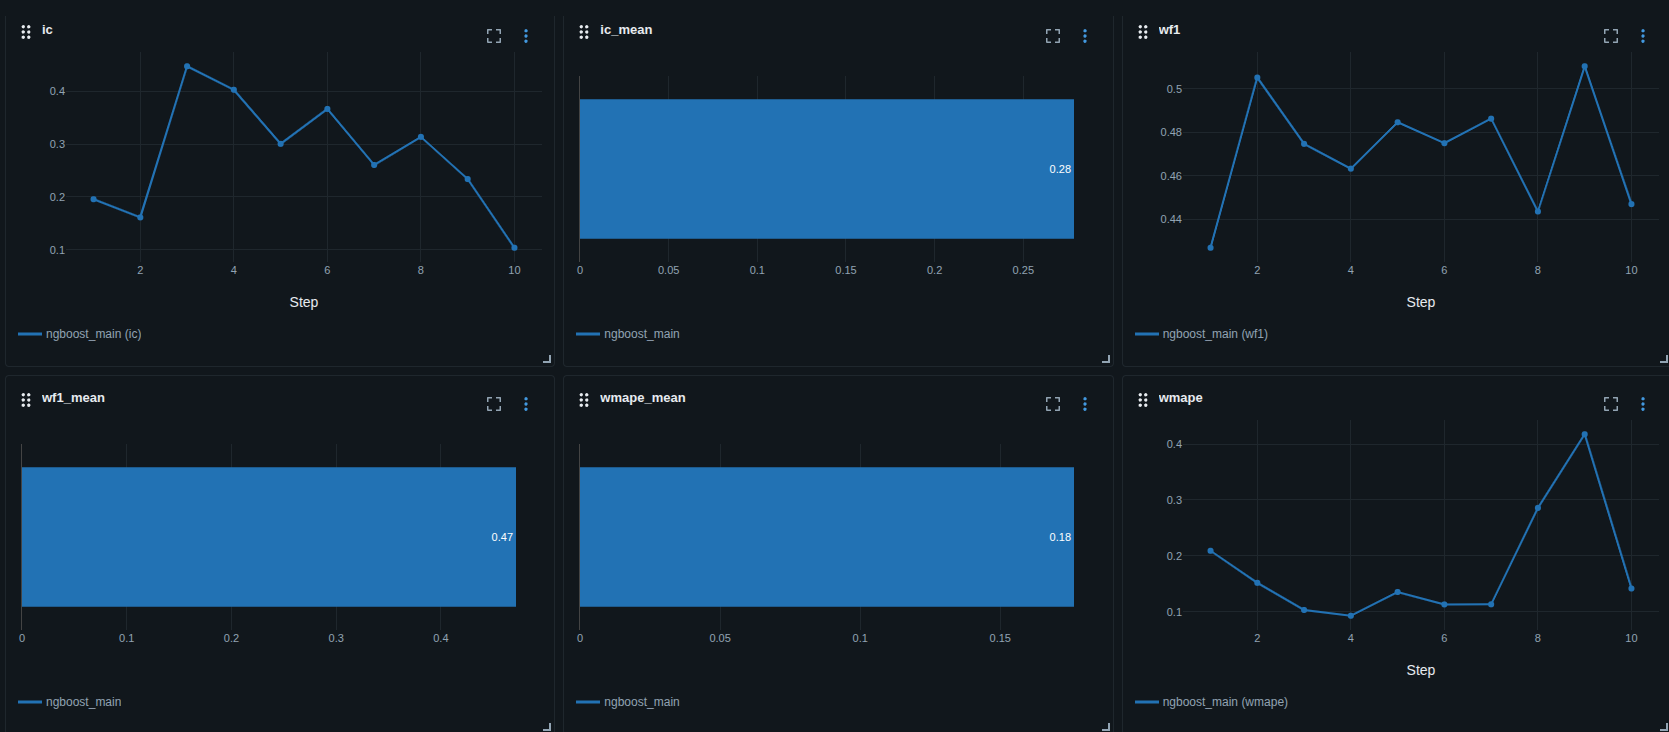 ic
0.4
0.3
0.2
0.1
2 4 6 8 10
Step
ngboost_main (ic)
ic_mean
0.28
0 0.05 0.1 0.15 0.2 0.25
ngboost_main
wf1
0.5
0.48
0.46
0.44
2 4 6 8 10
Step
ngboost_main (wf1)
wf1_mean
0.47
0 0.1 0.2 0.3 0.4
ngboost_main
wmape_mean
0.18
0 0.05 0.1 0.15
ngboost_main
wmape
0.4
0.3
0.2
0.1
2 4 6 8 10
Step
ngboost_main (wmape)